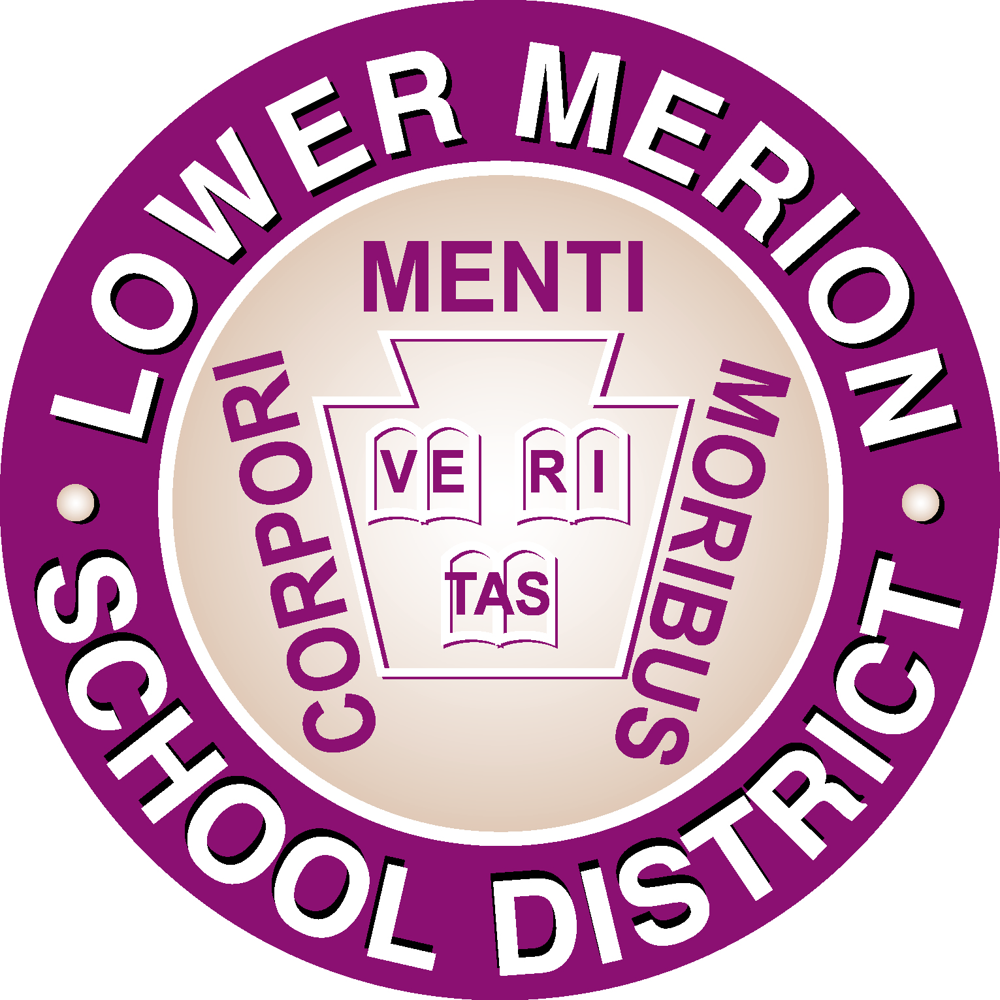 LOWER MERION
MENTI
CORPORI
MORIBUS
VE RI
TAS
SCHOOL DISTRICT